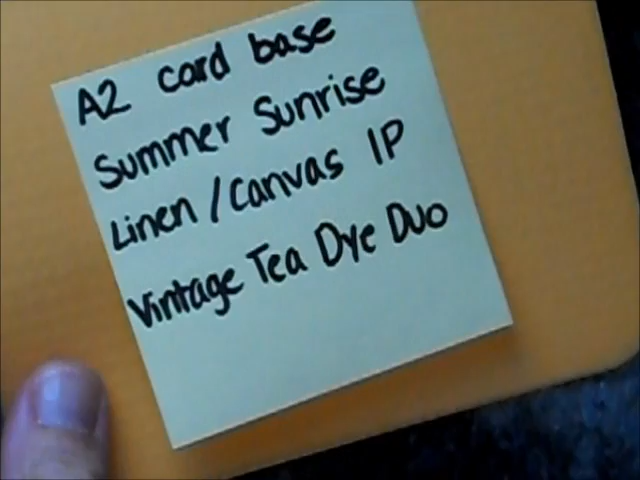 A2 card base
Summer Sunrise
Linen / Canvas IP
Vintage Tea Dye Duo